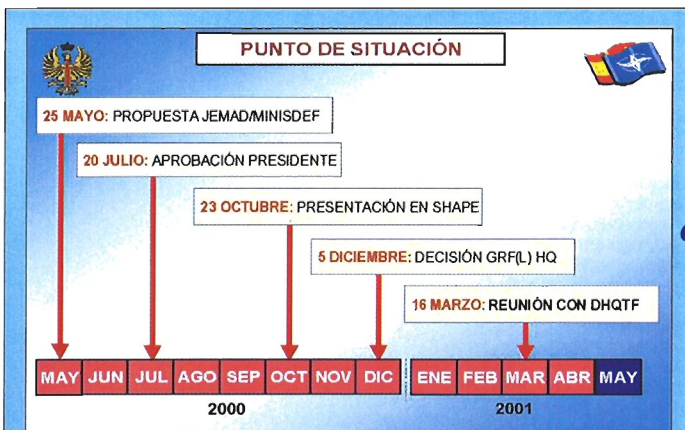 PUNTO DE SITUACIÓN
25 MAYO: PROPUESTA JEMAD/MINISDEF
20 JULIO: APROBACIÓN PRESIDENTE
23 OCTUBRE: PRESENTACIÓN EN SHAPE
5 DICIEMBRE: DECISIÓN GRF(L) HQ
16 MARZO: REUNIÓN CON DHQTF
MAY JUN JUL AGO SEP OCT NOV DIC ENE FEB MAR ABR MAY
2000 2001